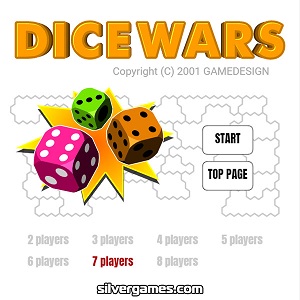 DICEWARS
Copyright (C) 2001 GAMEDESIGN
START
TOP PAGE
2 players 3 players 4 players 5 players
6 players 7 players 8 players
silvergames.com